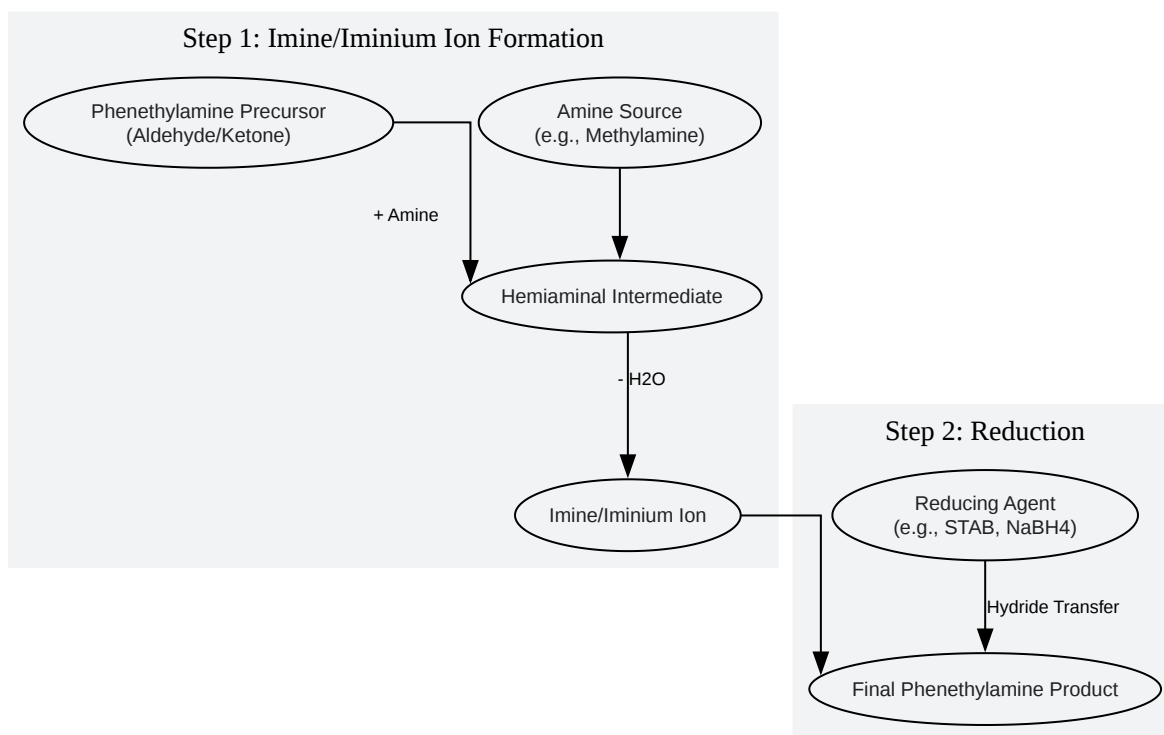 Step 1: Imine/Iminium Ion Formation
Phenethylamine Precursor
(Aldehyde/Ketone)
Amine Source
(e.g., Methylamine)
+ Amine
Hemiaminal Intermediate
- H2O
Imine/Iminium Ion
Step 2: Reduction
Reducing Agent
(e.g., STAB, NaBH4)
Hydride Transfer
Final Phenethylamine Product